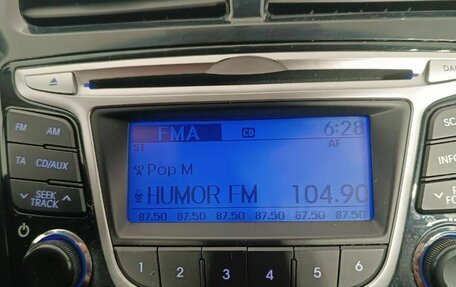 FM AM
TA CD/AUX
SEEK
TRACK
FMA CD 6:28
ST AF
Pop M
HUMOR FM 104.90
87.50 87.50 87.50 87.50 87.50 87.50
1 2 3 4 5 6
INFO